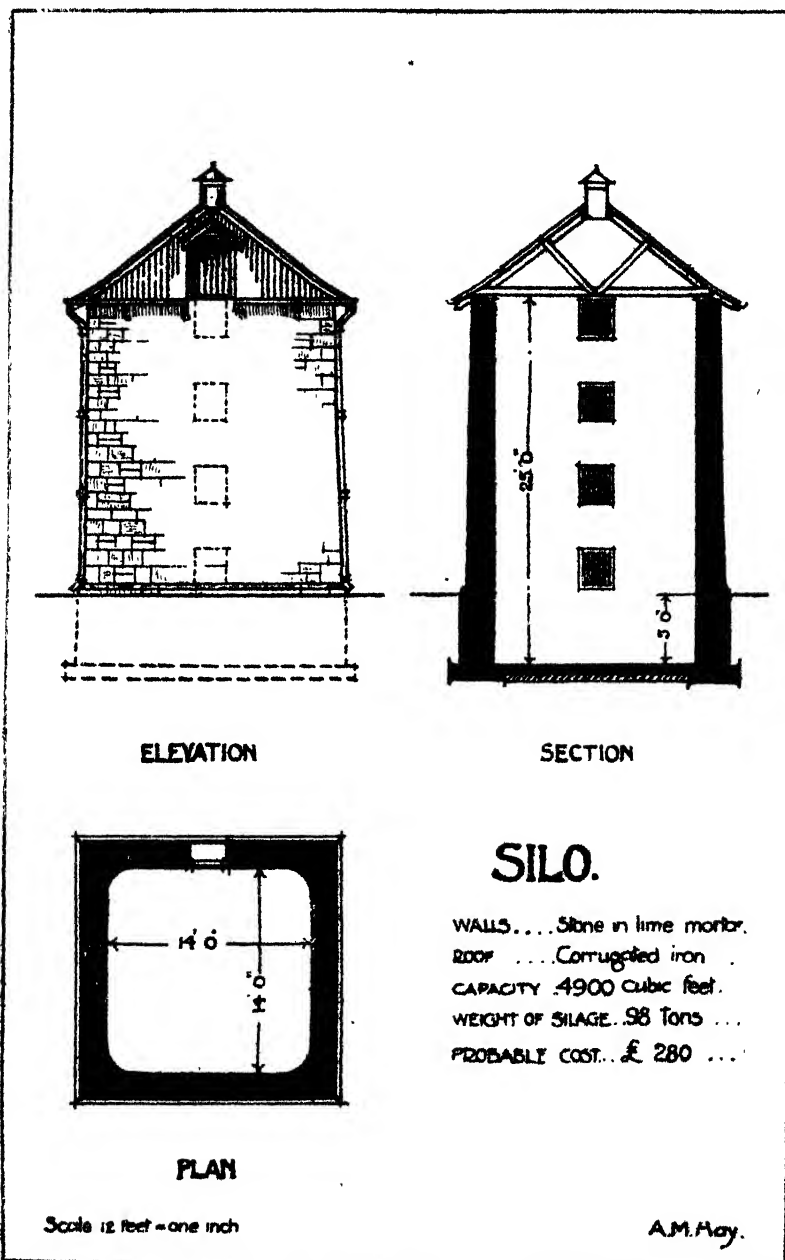 25' 0"
5' 0"
ELEVATION
SECTION
14' 0"
14' 0"
SILO.
WALLS.... Stone in lime mortar.
ROOF .... Corrugated iron .
CAPACITY .4900 Cubic feet.
WEIGHT OF SILAGE..98 Tons ...
PROBABLE COST... £ 280 ...
PLAN
Scale 12 feet = one inch
A.M. Hay.